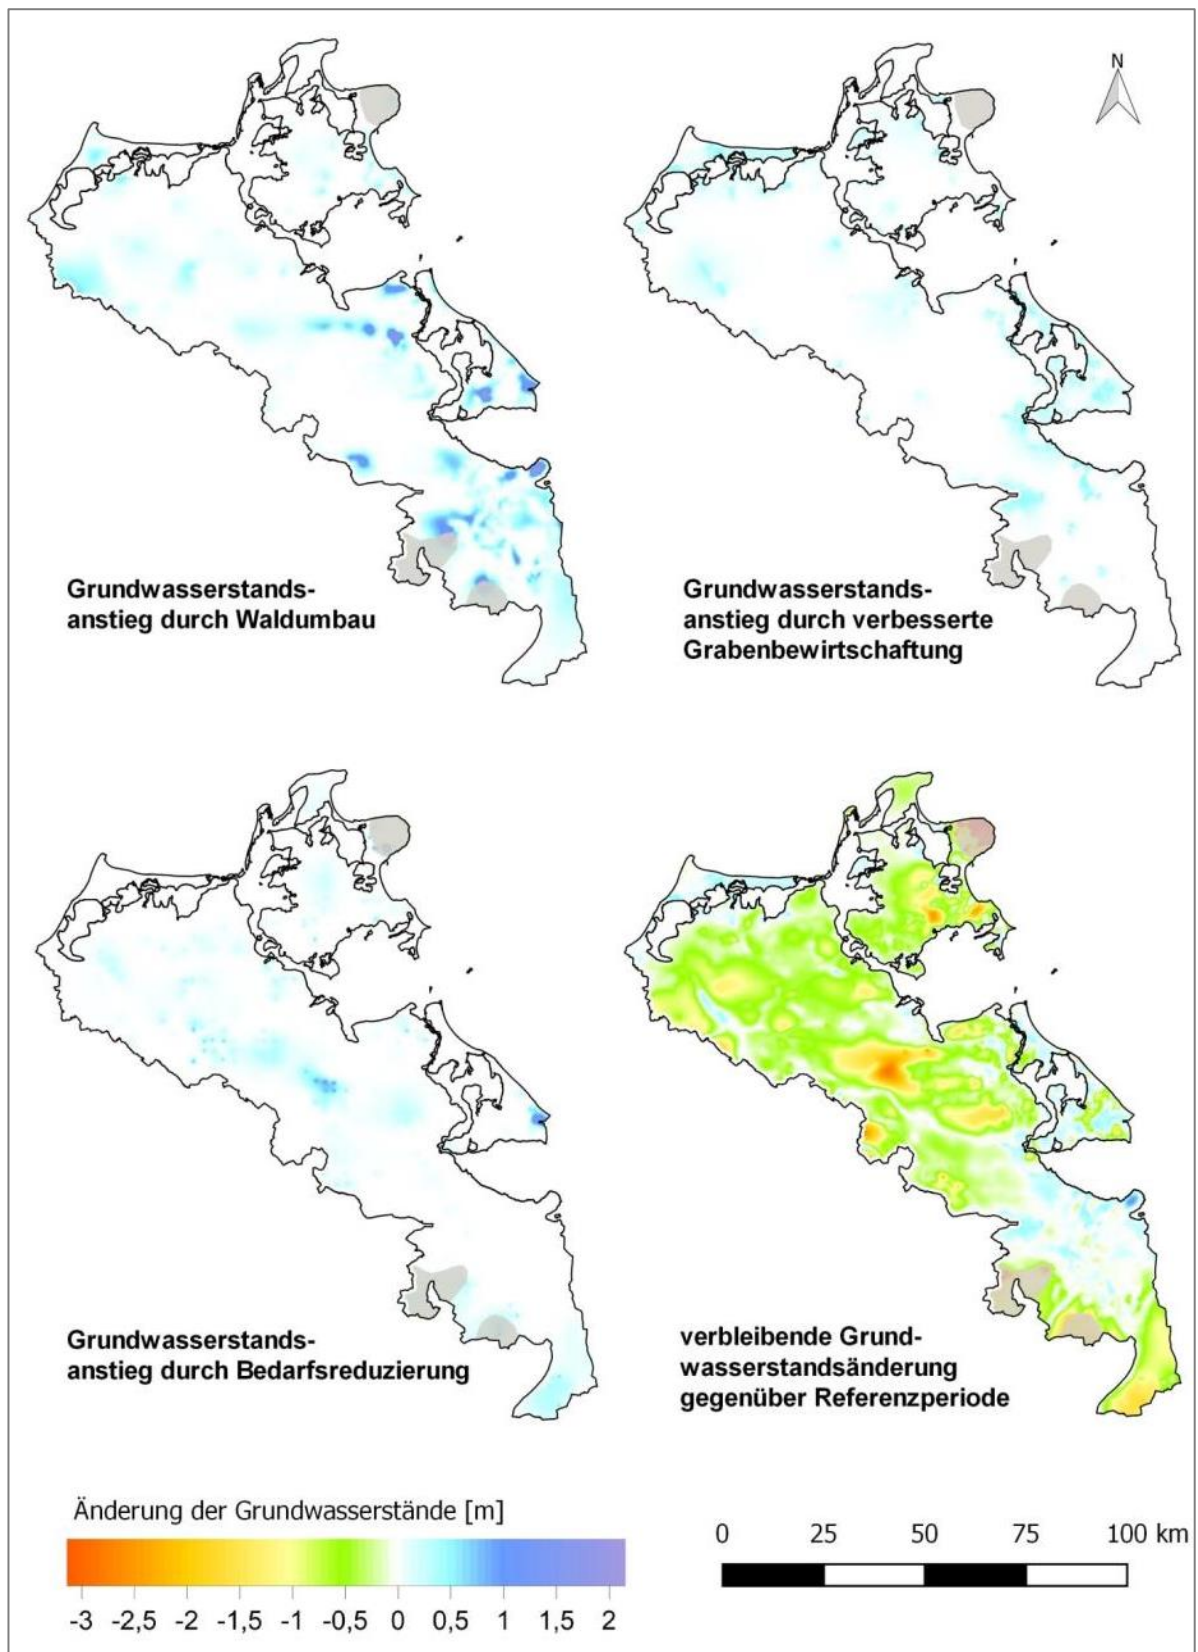 N
Grundwasserstands-
anstieg durch Waldumbau
Grundwasserstands-
anstieg durch verbesserte
Grabenbewirtschaftung
Grundwasserstands-
anstieg durch Bedarfsreduzierung
verbleibende Grund-
wasserstandsänderung
gegenüber Referenzperiode
Änderung der Grundwasserstände [m]
-3 -2,5 -2 -1,5 -1 -0,5 0 0,5 1 1,5 2
0 25 50 75 100 km